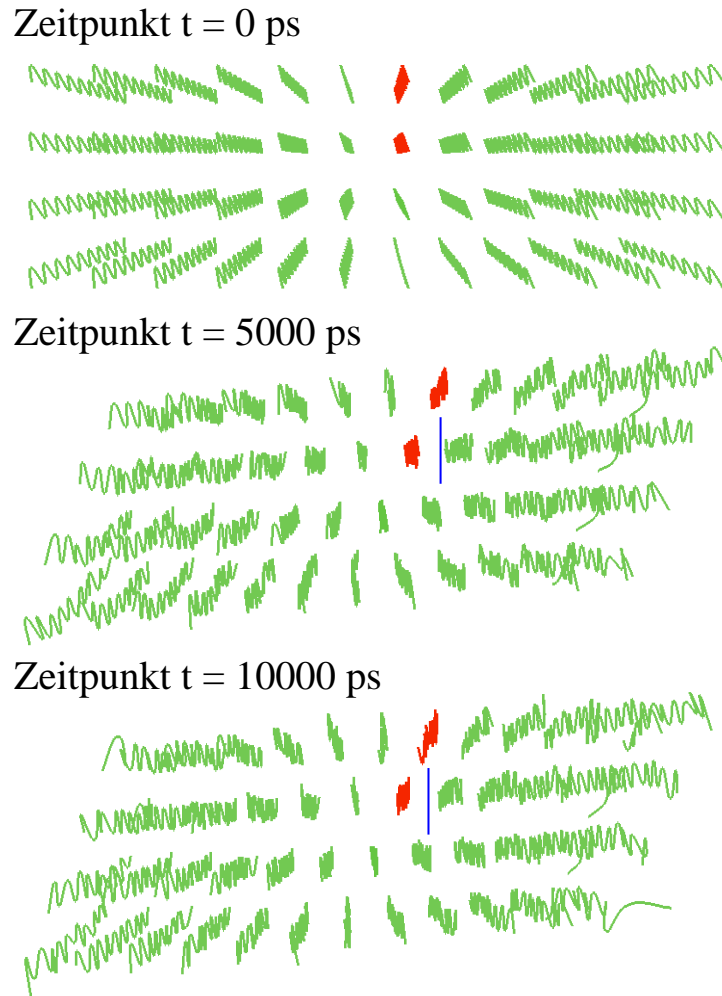 Zeitpunkt t = 0 ps
Zeitpunkt t = 5000 ps
Zeitpunkt t = 10000 ps